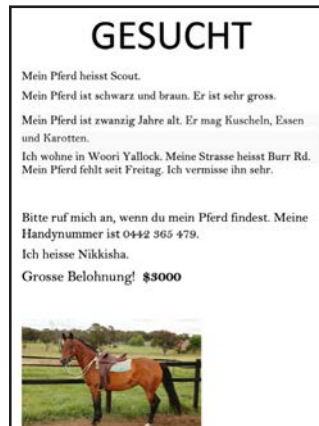 GESUCHT
Mein Pferd heisst Scout.
Mein Pferd ist schwarz und braun. Er ist sehr gross.
Mein Pferd ist zwanzig Jahre alt. Er mag Kuscheln, Essen
und Karotten.
Ich wohne in Woori Yallock. Meine Strasse heisst Burr Rd.
Mein Pferd fehlt seit Freitag. Ich vermisse ihn sehr.
Bitte ruf mich an, wenn du mein Pferd findest. Meine
Handynummer ist 0442 365 479.
Ich heisse Nikkisha.
Grosse Belohnung! $3000